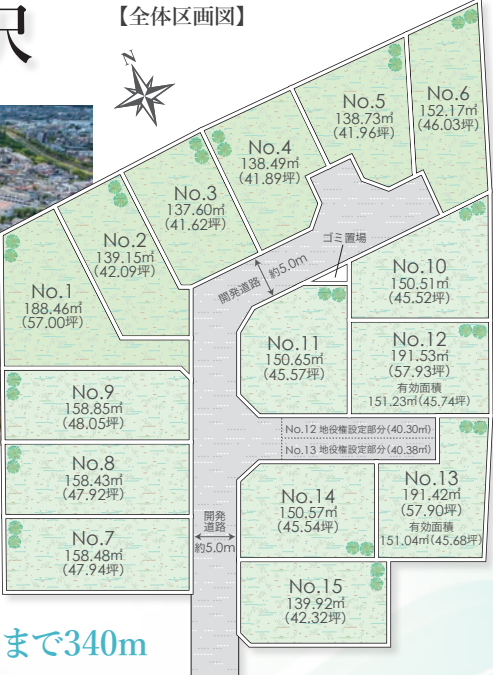 沢
【全体区画図】
N
No.6
152.17㎡
(46.03坪)
No.5
138.73㎡
(41.96坪)
No.4
138.49㎡
(41.89坪)
No.3
137.60㎡
(41.62坪)
No.2
139.15㎡
(42.09坪)
No.1
188.46㎡
(57.00坪)
ゴミ置場
開発道路 約5.0m
No.10
150.51㎡
(45.52坪)
No.11
150.65㎡
(45.57坪)
No.12
191.53㎡
(57.93坪)
有効面積
151.23㎡(45.74坪)
No.9
158.85㎡
(48.05坪)
No.12 地役権設定部分(40.30㎡)
No.13 地役権設定部分(40.38㎡)
No.8
158.43㎡
(47.92坪)
No.13
191.42㎡
(57.90坪)
有効面積
151.04㎡(45.68坪)
No.14
150.57㎡
(45.54坪)
開発
道路
約5.0m
No.7
158.48㎡
(47.94坪)
No.15
139.92㎡
(42.32坪)
まで340m